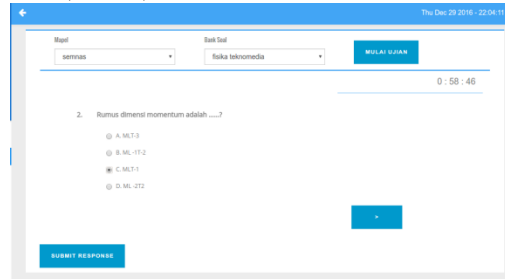 Thu Dec 29 2016 - 22:04:11
Mapel
Bank Soal
semnas
fisika teknomedia
MULAI UJIAN
0 : 58 : 46
2. Rumus dimensi momentum adalah .....?
A. MLT-3
B. ML -1T-2
C. MLT-1
D. ML -2T2
>
SUBMIT RESPONSE